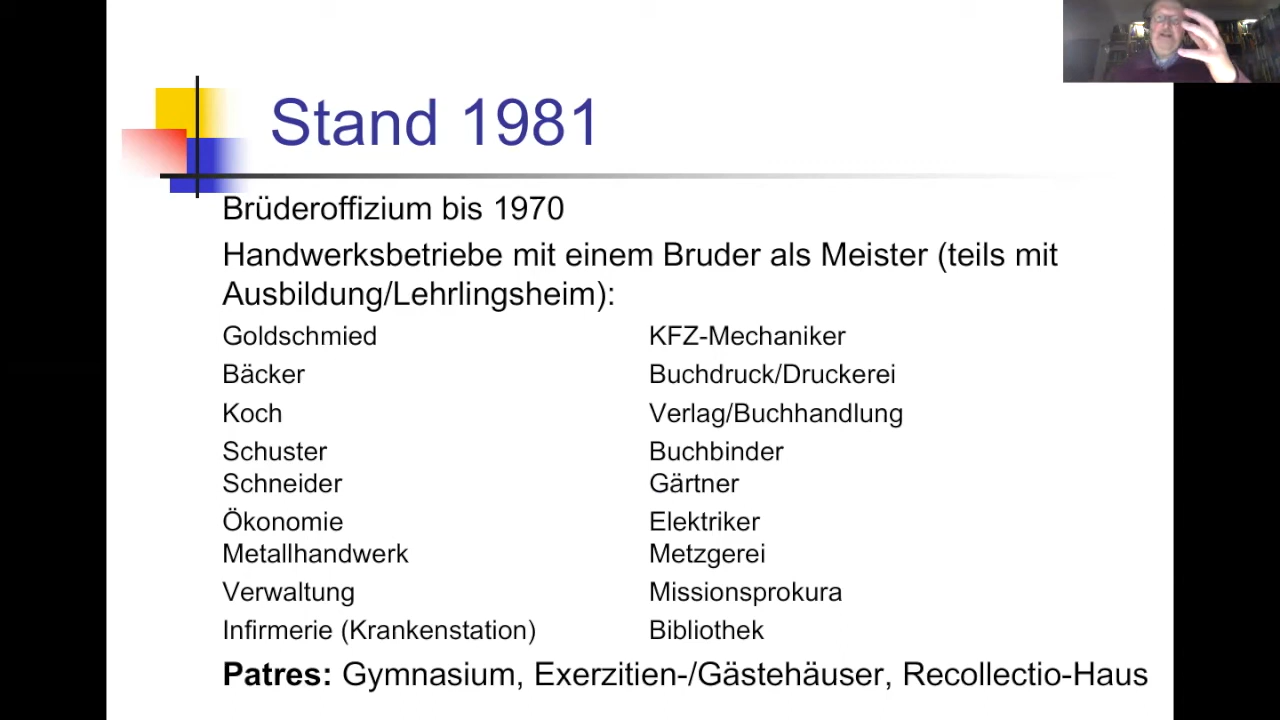 Stand 1981
Brüderoffizium bis 1970
Handwerksbetriebe mit einem Bruder als Meister (teils mit
Ausbildung/Lehrlingsheim):
Goldschmied
KFZ-Mechaniker
Bäcker
Buchdruck/Druckerei
Koch
Verlag/Buchhandlung
Schuster
Buchbinder
Schneider
Gärtner
Ökonomie
Elektriker
Metallhandwerk
Metzgerei
Verwaltung
Missionsprokura
Infirmerie (Krankenstation)
Bibliothek
Patres: Gymnasium, Exerzitien-/Gästehäuser, Recollectio-Haus